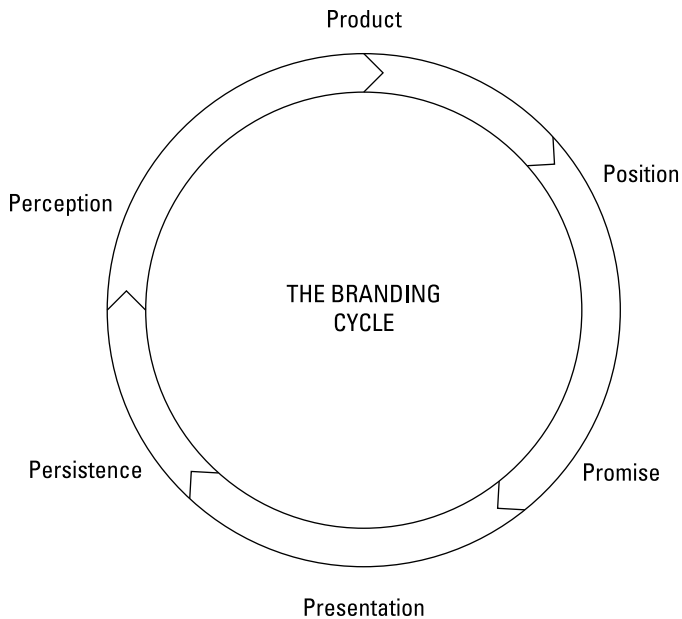 Product
Position
Perception
THE BRANDING
CYCLE
Persistence
Promise
Presentation